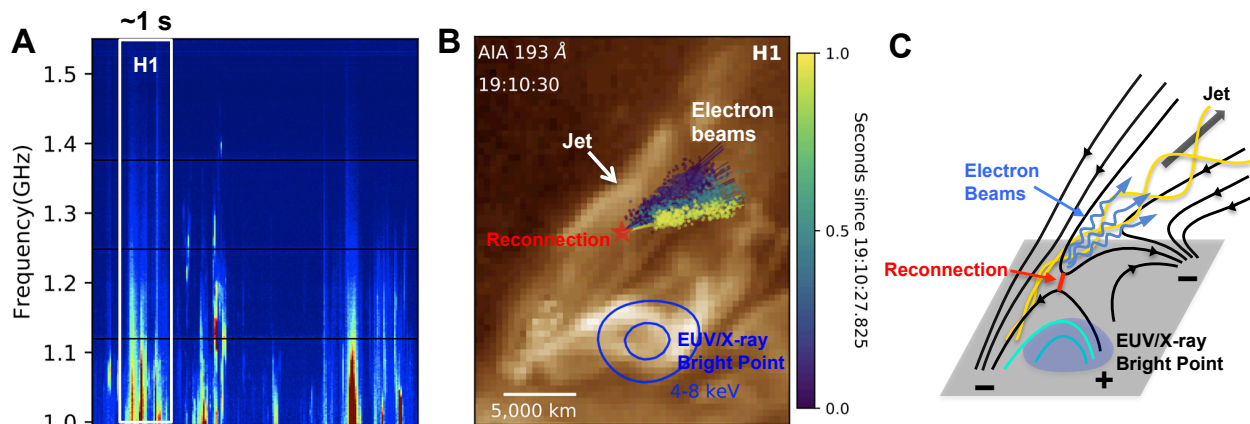 A
~1 s
H1
Frequency(GHz)
1.5
1.4
1.3
1.2
1.1
1.0
B
AIA 193 Å
19:10:30
H1
Jet
Electron
beams
Reconnection
EUV/X-ray
Bright Point
4-8 keV
5,000 km
1.0
0.5
0.0
Seconds since 19:10:27.825
C
Jet
Electron
Beams
Reconnection
−
EUV/X-ray
Bright Point
− +